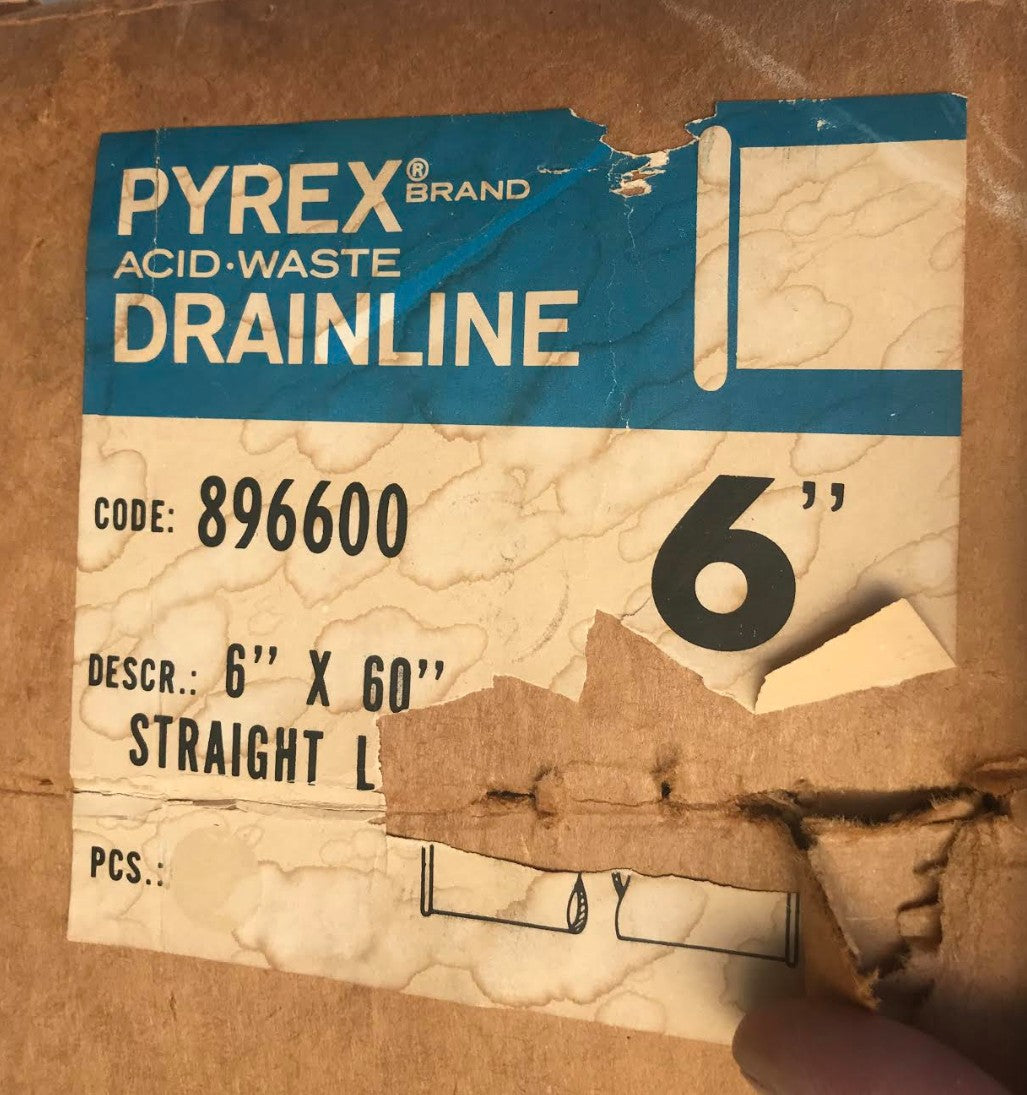 PYREX® BRAND
ACID·WASTE
DRAINLINE
CODE: 896600
6”
DESCR.: 6” X 60”
STRAIGHT L
PCS.: